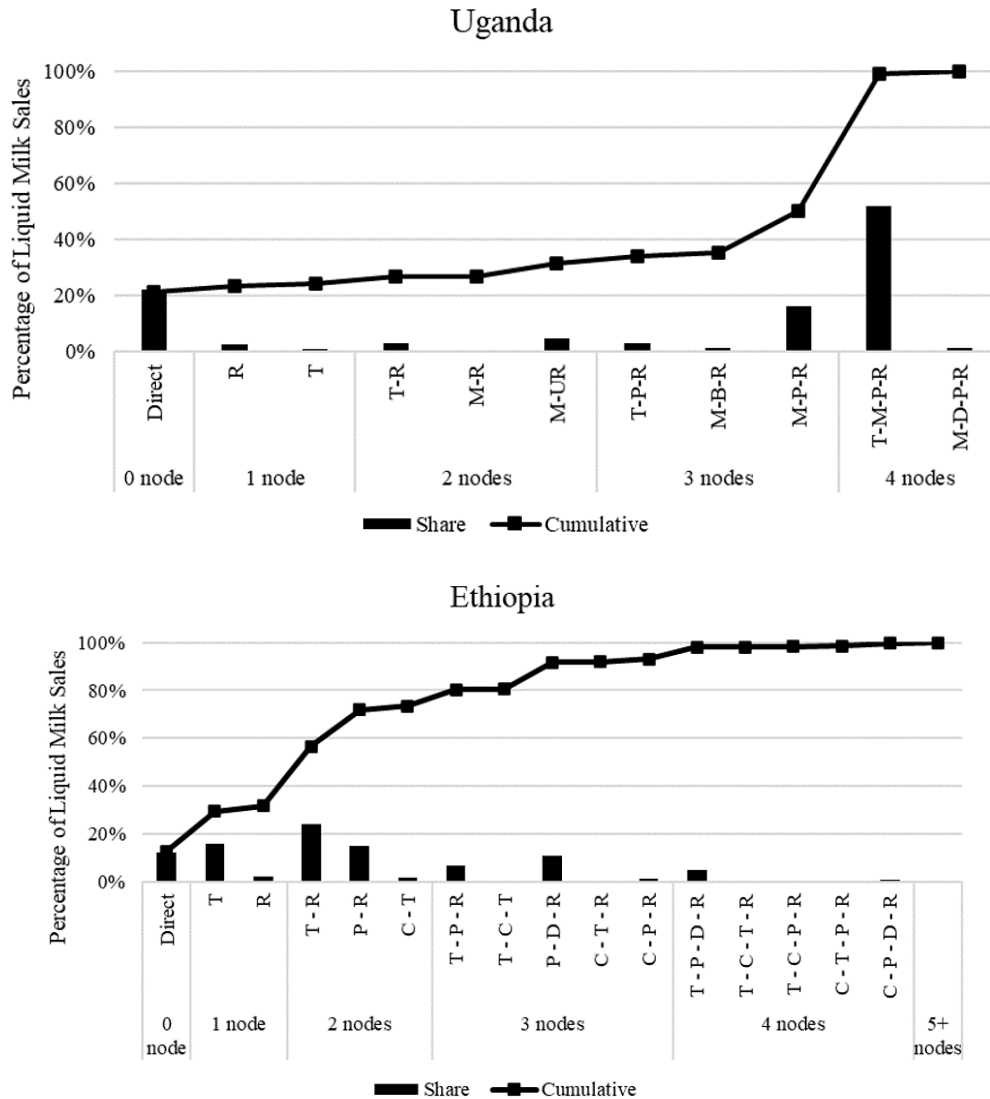 Uganda
Percentage of Liquid Milk Sales
100%
80%
60%
40%
20%
0%
Direct
R
T
T-R
M-R
M-UR
T-P-R
M-B-R
M-P-R
T-M-P-R
M-D-P-R
0 node
1 node
2 nodes
3 nodes
4 nodes
Share
Cumulative
Ethiopia
Percentage of Liquid Milk Sales
100%
80%
60%
40%
20%
0%
Direct
T
R
T - R
P - R
C - T
T - P - R
T - C - T
P - D - R
C - T - R
C - P - R
T - P - D - R
T - C - T - R
T - C - P - R
C - T - P - R
C - P - D - R
0
node
1 node
2 nodes
3 nodes
4 nodes
5+
nodes
Share
Cumulative